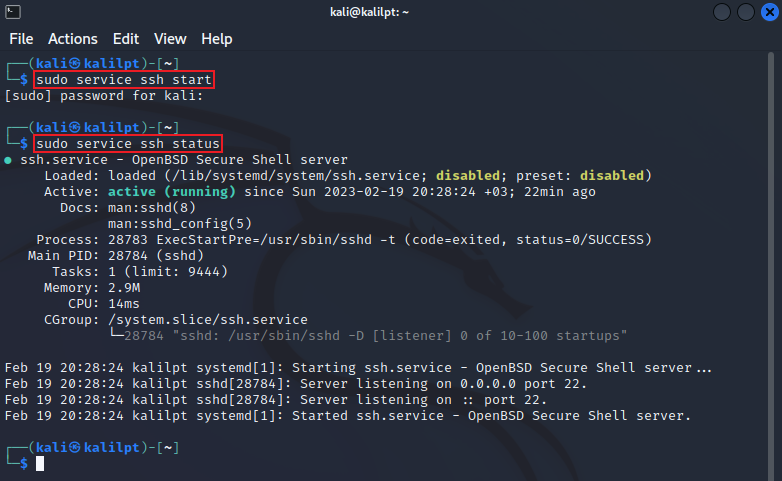 kali@kalilpt: ~
File Actions Edit View Help
┌──(kali㉿kalilpt)-[~]
└─$ sudo service ssh start
[sudo] password for kali:
┌──(kali㉿kalilpt)-[~]
└─$ sudo service ssh status
● ssh.service - OpenBSD Secure Shell server
Loaded: loaded (/lib/systemd/system/ssh.service; disabled; preset: disabled)
Active: active (running) since Sun 2023-02-19 20:28:24 +03; 22min ago
Docs: man:sshd(8)
man:sshd_config(5)
Process: 28783 ExecStartPre=/usr/sbin/sshd -t (code=exited, status=0/SUCCESS)
Main PID: 28784 (sshd)
Tasks: 1 (limit: 9444)
Memory: 2.9M
CPU: 14ms
CGroup: /system.slice/ssh.service
└─28784 "sshd: /usr/sbin/sshd -D [listener] 0 of 10-100 startups"
Feb 19 20:28:24 kalilpt systemd[1]: Starting ssh.service - OpenBSD Secure Shell server...
Feb 19 20:28:24 kalilpt sshd[28784]: Server listening on 0.0.0.0 port 22.
Feb 19 20:28:24 kalilpt sshd[28784]: Server listening on :: port 22.
Feb 19 20:28:24 kalilpt systemd[1]: Started ssh.service - OpenBSD Secure Shell server.
┌──(kali㉿kalilpt)-[~]
└─$